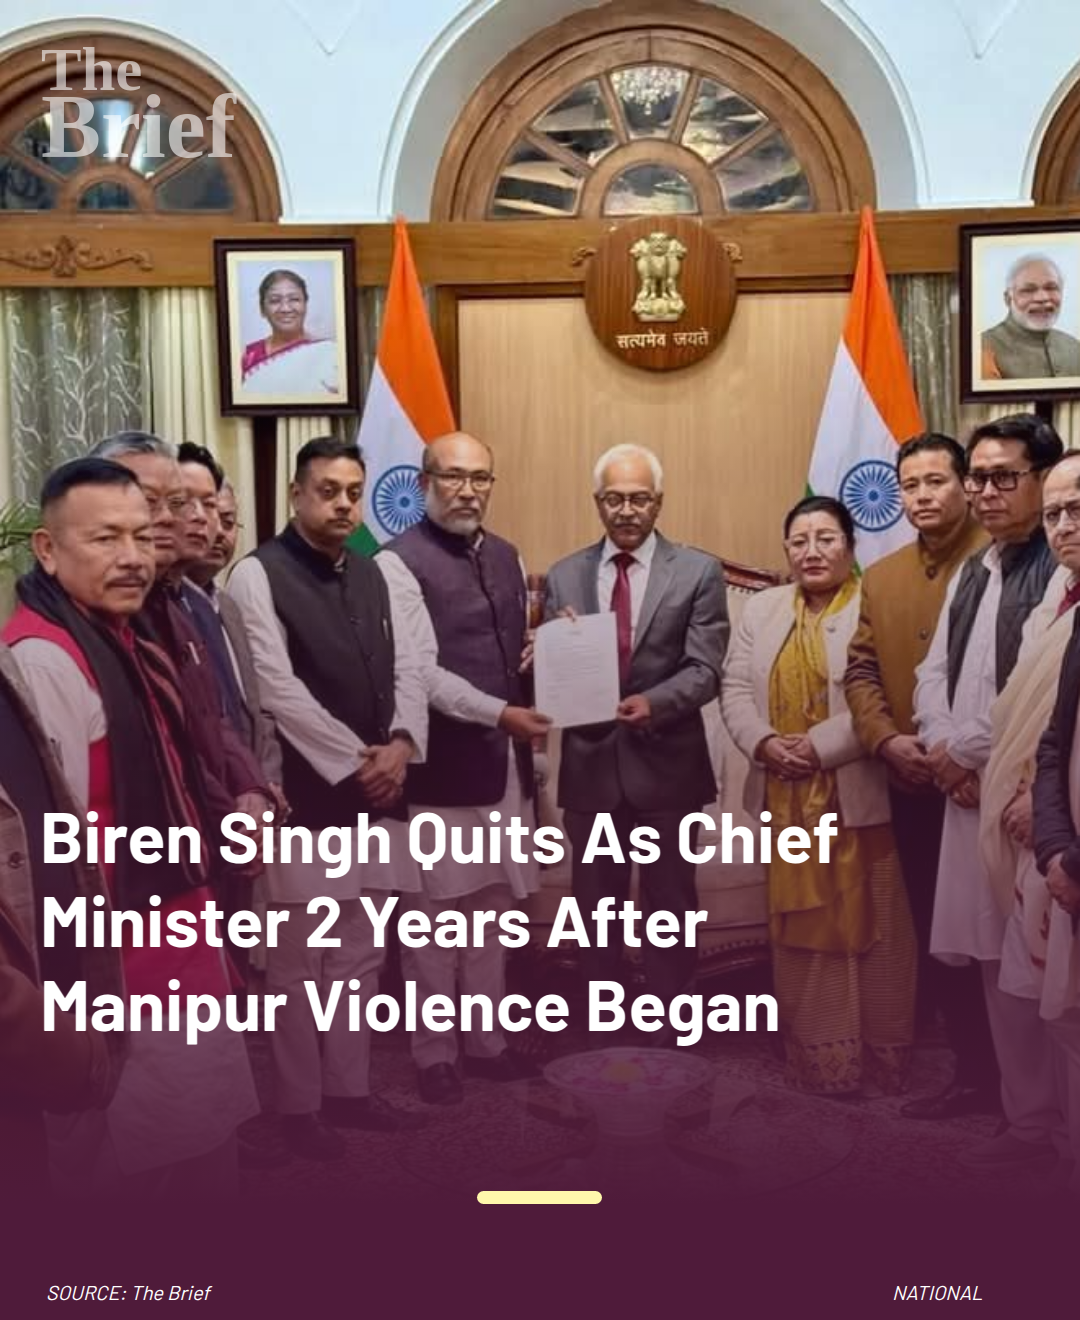 The
Brief
सत्यमेव जयते
Biren Singh Quits As Chief
Minister 2 Years After
Manipur Violence Began
SOURCE: The Brief
NATIONAL